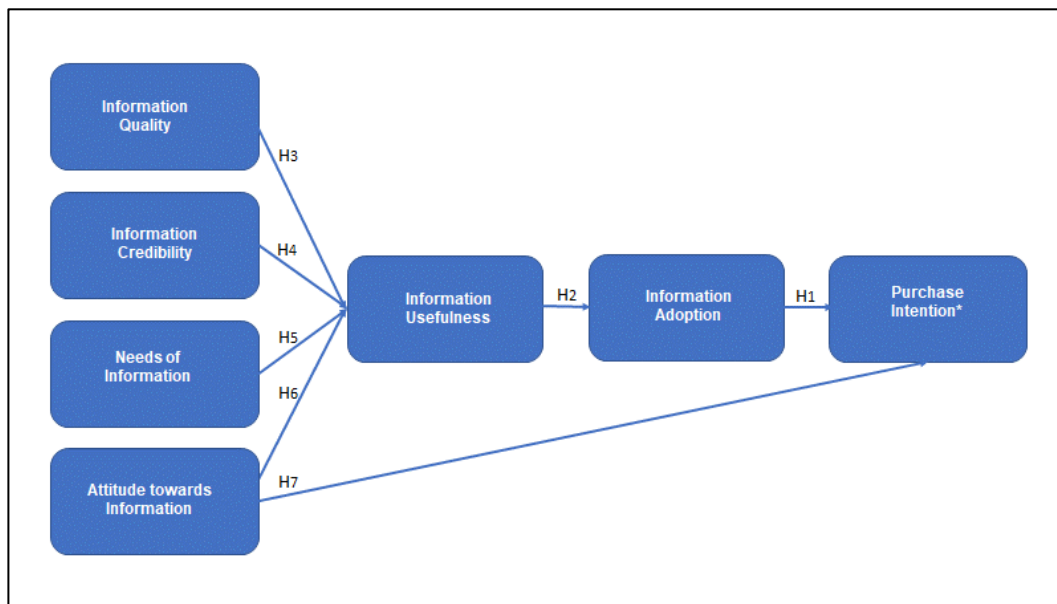 Information
Quality
H3
Information
Credibility
H4
Information
Usefulness
H2
Information
Adoption
H1
Purchase
Intention*
Needs of
Information
H5
H6
Attitude towards
Information
H7